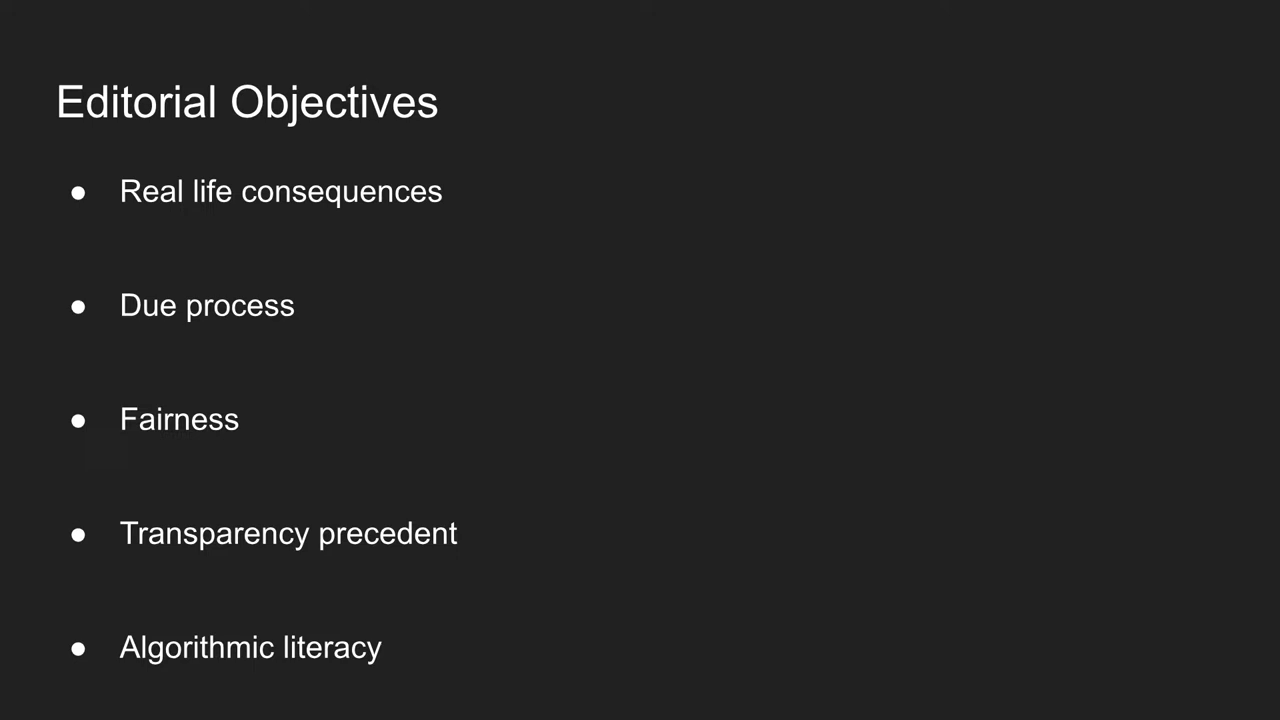 Editorial Objectives
● Real life consequences
● Due process
● Fairness
● Transparency precedent
● Algorithmic literacy